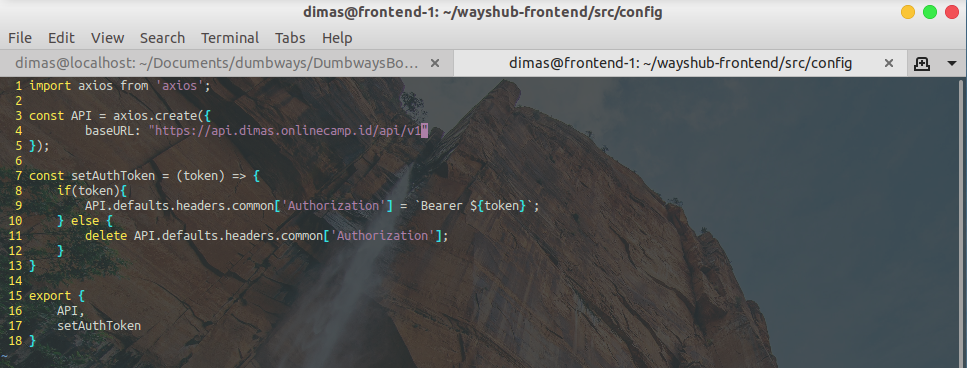 dimas@frontend-1: ~/wayshub-frontend/src/config
File Edit View Search Terminal Tabs Help
dimas@localhost: ~/Documents/dumbways/DumbwaysBo... × dimas@frontend-1: ~/wayshub-frontend/src/config ×
1 import axios from 'axios';
2
3 const API = axios.create({
4         baseURL: "https://api.dimas.onlinecamp.id/api/v1"
5 });
6
7 const setAuthToken = (token) => {
8     if(token){
9         API.defaults.headers.common['Authorization'] = `Bearer ${token}`;
10     } else {
11         delete API.defaults.headers.common['Authorization'];
12     }
13 }
14
15 export {
16     API,
17     setAuthToken
18 }
~